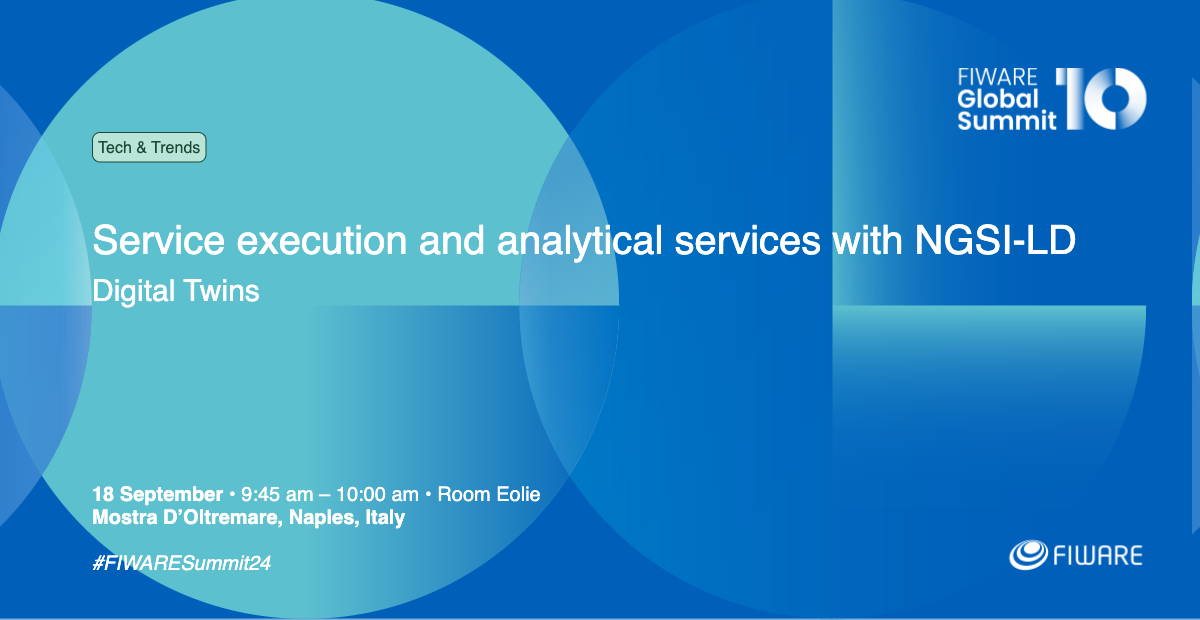 FIWARE
Global
Summit
10
Tech & Trends
Service execution and analytical services with NGSI-LD
Digital Twins
18 September • 9:45 am – 10:00 am • Room Eolie
Mostra D’Oltremare, Naples, Italy
#FIWARESummit24
FIWARE